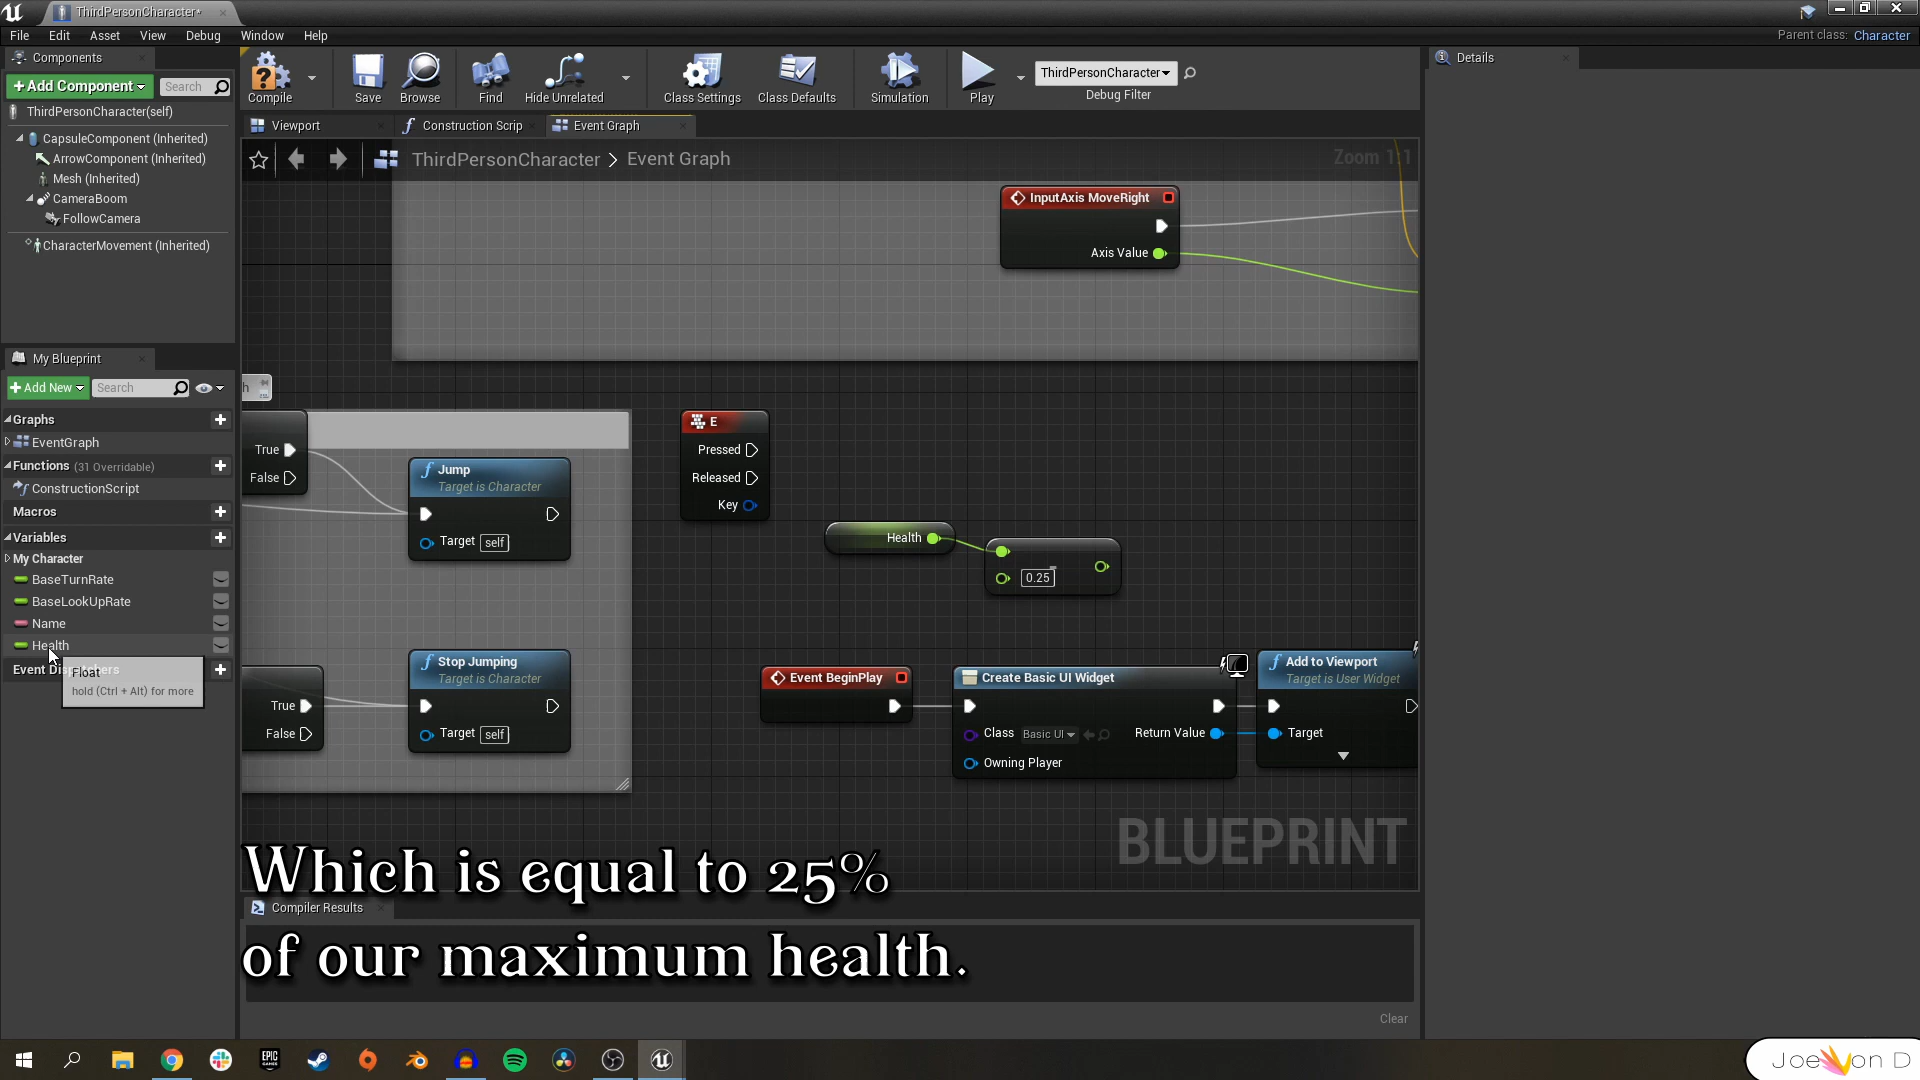 ThirdPersonCharacter*
File Edit Asset View Debug Window Help
Parent class: Character
Components
+Add Component
Search
ThirdPersonCharacter(self)
CapsuleComponent (Inherited)
ArrowComponent (Inherited)
Mesh (Inherited)
CameraBoom
FollowCamera
CharacterMovement (Inherited)
Compile
Save
Browse
Find
Hide Unrelated
Class Settings
Class Defaults
Simulation
Play
ThirdPersonCharacter
Debug Filter
Details
Viewport
Construction Scrip
Event Graph
ThirdPersonCharacter > Event Graph
Zoom 1:1
InputAxis MoveRight
Axis Value
My Blueprint
+Add New
Search
Graphs
EventGraph
Functions (31 Overridable)
ConstructionScript
Macros
Variables
My Character
BaseTurnRate
BaseLookUpRate
Name
Health
Event Dispatchers
Float
hold (Ctrl + Alt) for more
h
True
False
Jump
Target is Character
Target self
E
Pressed
Released
Key
Health
-
0.25
True
False
Stop Jumping
Target is Character
Target self
Event BeginPlay
Create Basic UI Widget
Class Basic UI
Return Value
Owning Player
Add to Viewport
Target is User Widget
Target
BLUEPRINT
Which is equal to 25%
of our maximum health.
Compiler Results
Clear
EPIC
GAMES
Joe Von D